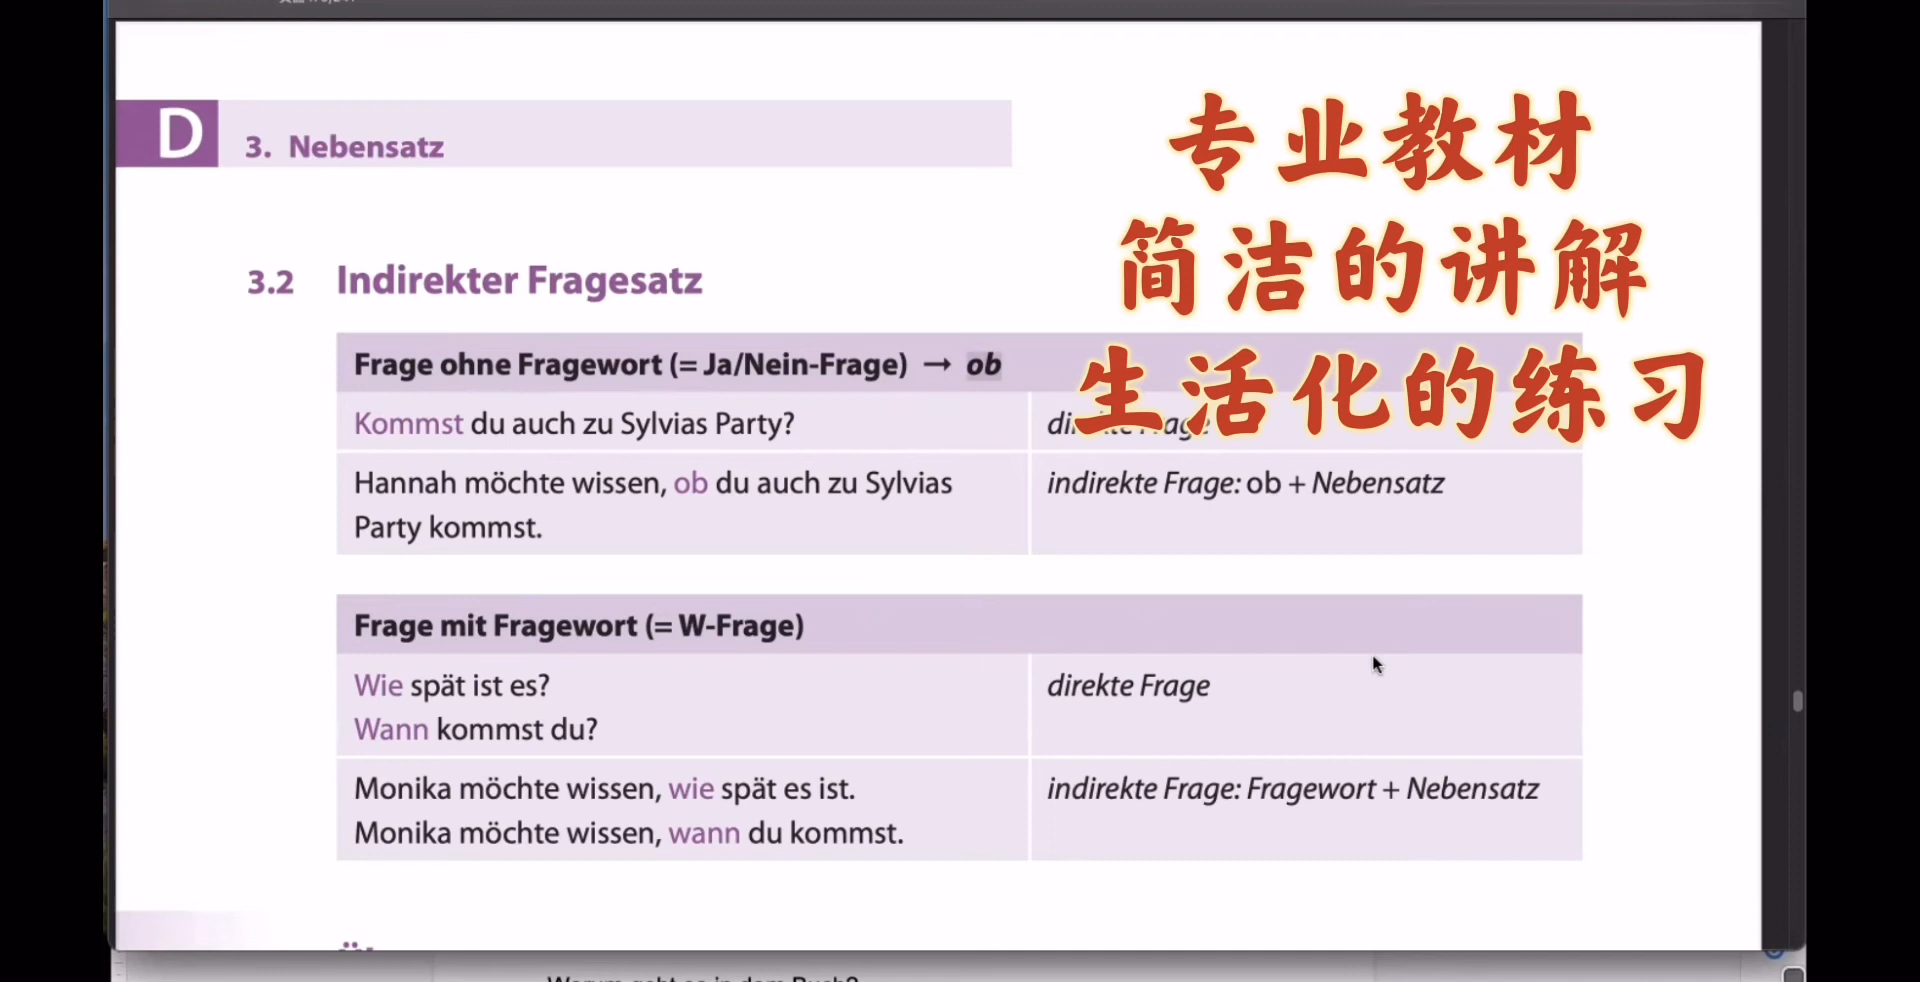 D
3. Nebensatz
专业教材
简洁的讲解
生活化的练习
3.2 Indirekter Fragesatz
Frage ohne Fragewort (= Ja/Nein-Frage) → ob
Kommst du auch zu Sylvias Party?
direkte Frage
Hannah möchte wissen, ob du auch zu Sylvias
Party kommst.
indirekte Frage: ob + Nebensatz
Frage mit Fragewort (= W-Frage)
Wie spät ist es?
Wann kommst du?
direkte Frage
Monika möchte wissen, wie spät es ist.
Monika möchte wissen, wann du kommst.
indirekte Frage: Fragewort + Nebensatz